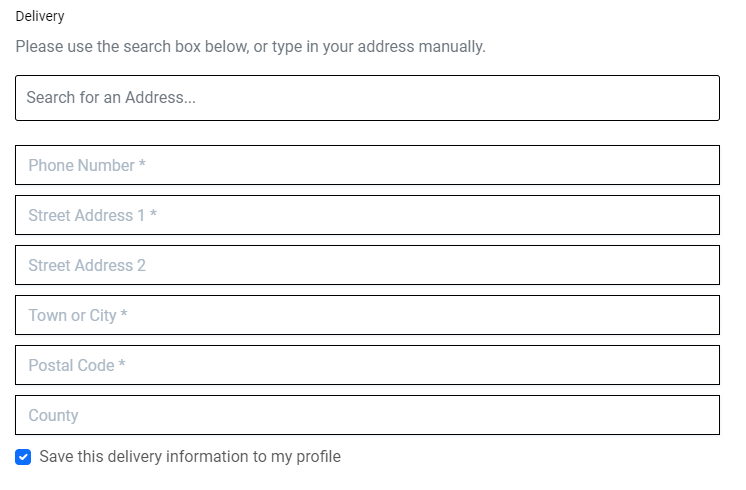 Delivery
Please use the search box below, or type in your address manually.
Search for an Address...
Phone Number *
Street Address 1 *
Street Address 2
Town or City *
Postal Code *
County
Save this delivery information to my profile